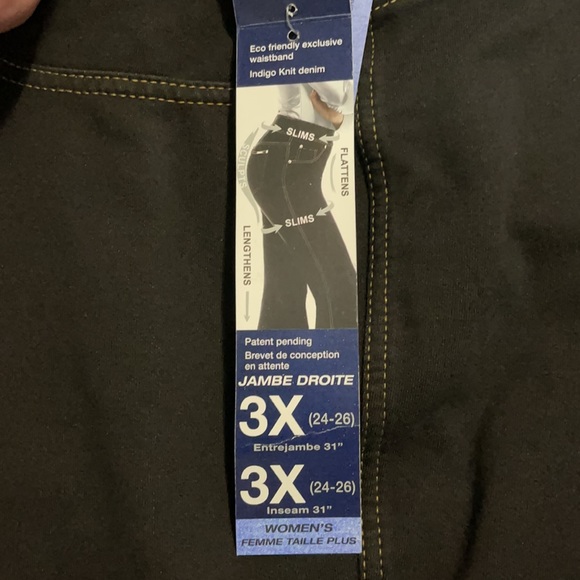 Eco friendly exclusive
waistband
Indigo Knit denim
SLIMS
FLATTENS
SLIMS
LENGTHENS
Patent pending
Brevet de conception
en attente
JAMBE DROITE
3X (24-26)
Entrejambe 31"
3X (24-26)
Inseam 31"
WOMEN'S
FEMME TAILLE PLUS